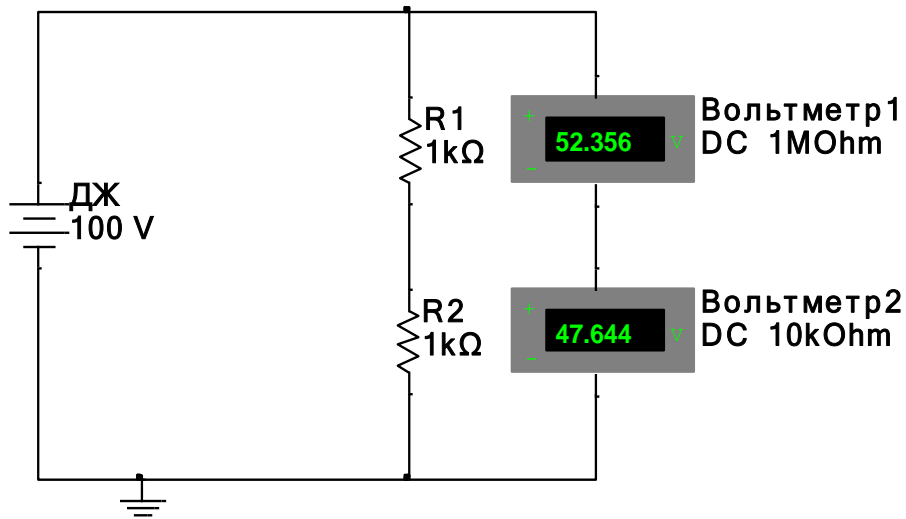 R1
1kΩ
+
52.356
V
−
Вольтметр1
DC 1MOhm
ДЖ
100 V
R2
1kΩ
+
47.644
V
−
Вольтметр2
DC 10kOhm